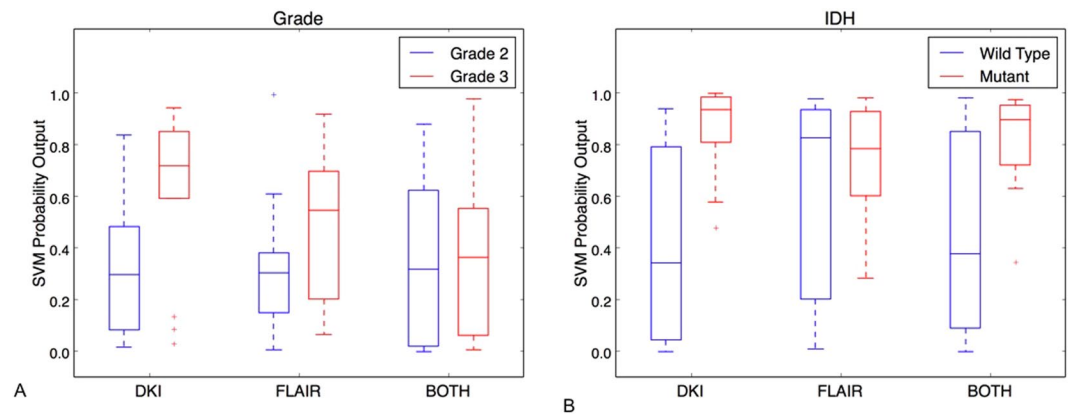 Grade
Grade 2
Grade 3
1.0
0.8
0.6
0.4
0.2
0.0
SVM Probability Output
DKI
FLAIR
BOTH
A
IDH
Wild Type
Mutant
1.0
0.8
0.6
0.4
0.2
0.0
SVM Probability Output
DKI
FLAIR
BOTH
B